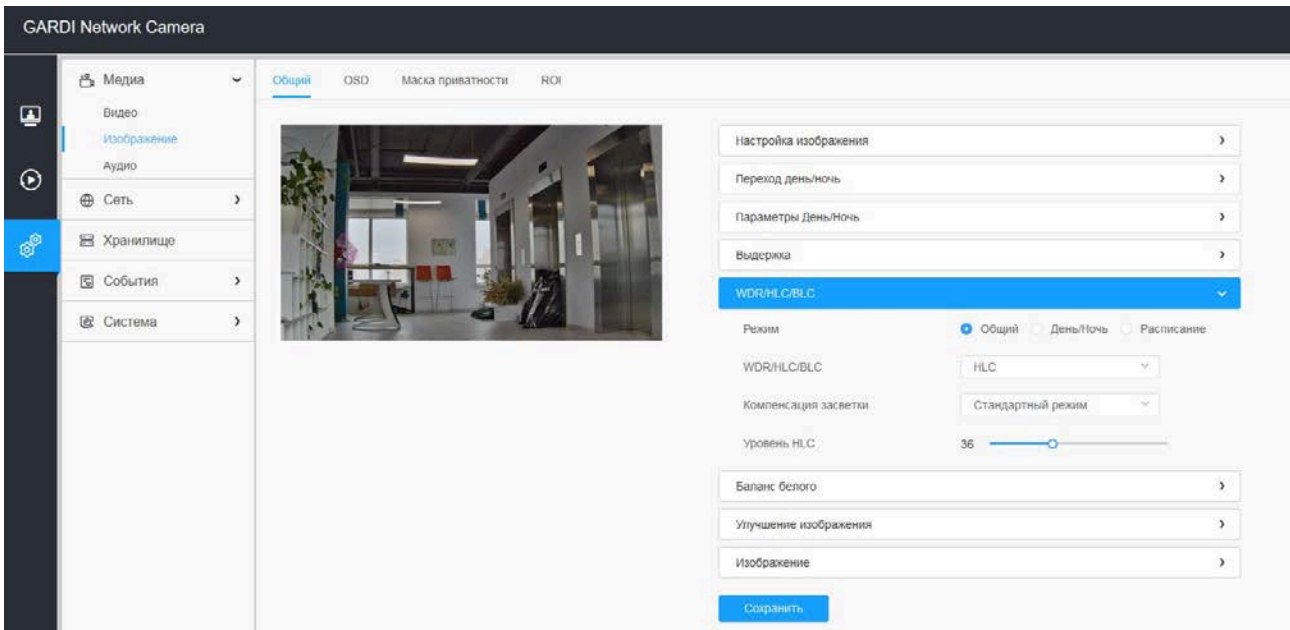 GARDI Network Camera
Медиа
Видео
Изображение
Аудио
Сеть
Хранилище
События
Система
Общий OSD Маска приватности ROI
Настройка изображения
Переход день/ночь
Параметры День/Ночь
Выдержка
WDR/HLC/BLC
Режим Общий День/Ночь Расписание
WDR/HLC/BLC HLC
Компенсация засветки Стандартный режим
Уровень HLC 36
Баланс белого
Улучшение изображения
Изображение
Сохранить